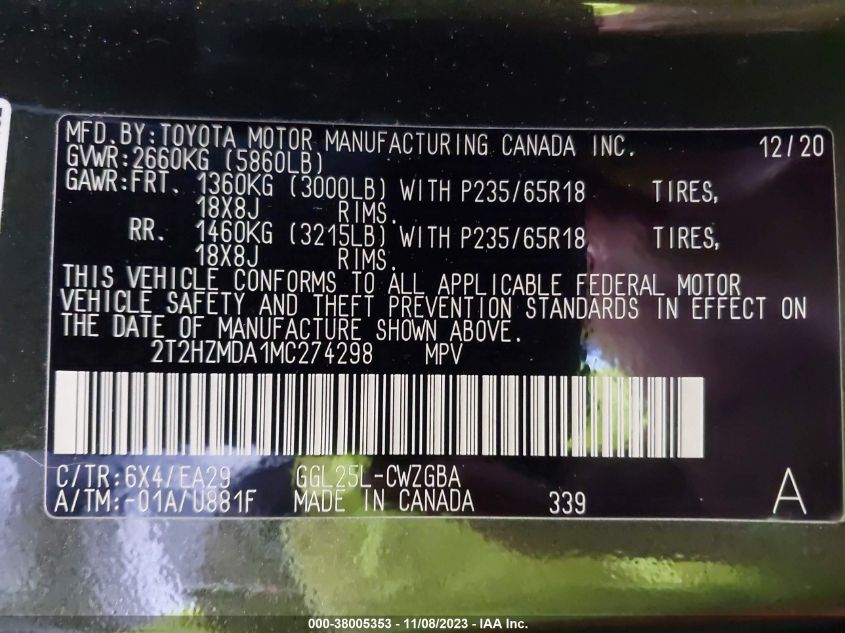 MFD.BY:TOYOTA MOTOR MANUFACTURING CANADA INC. 12/20
GVWR:2660KG (5860LB)
GAWR:FRT. 1360KG (3000LB) WITH P235/65R18 TIRES,
18X8J RIMS.
RR. 1460KG (3215LB) WITH P235/65R18 TIRES,
18X8J RIMS.
THIS VEHICLE CONFORMS TO ALL APPLICABLE FEDERAL MOTOR
VEHICLE SAFETY AND THEFT PREVENTION STANDARDS IN EFFECT ON
THE DATE OF MANUFACTURE SHOWN ABOVE.
2T2HZMDA1MC274298 MPV
C/TR:6X4/EA29 GGL25L-CWZGBA
A/TM:-01A/U881F MADE IN CANADA 339 A
000-38005353 - 11/08/2023 - IAA Inc.